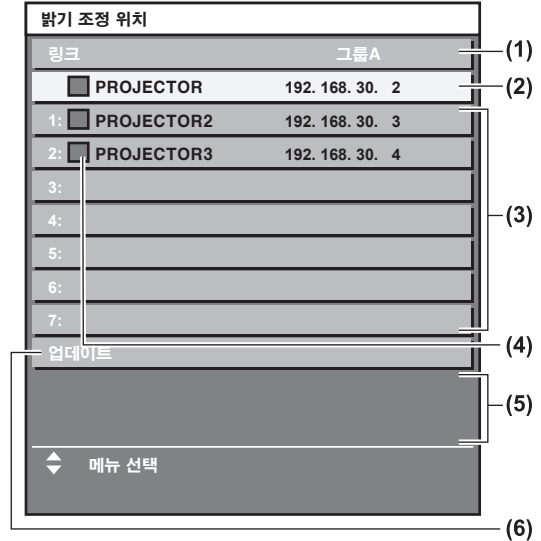 밝기 조정 위치
링크 그룹A (1)
PROJECTOR 192. 168. 30. 2 (2)
1: PROJECTOR2 192. 168. 30. 3
2: PROJECTOR3 192. 168. 30. 4
3:
4: (3)
5:
6:
7:
(4)
업데이트
(5)
메뉴 선택
(6)